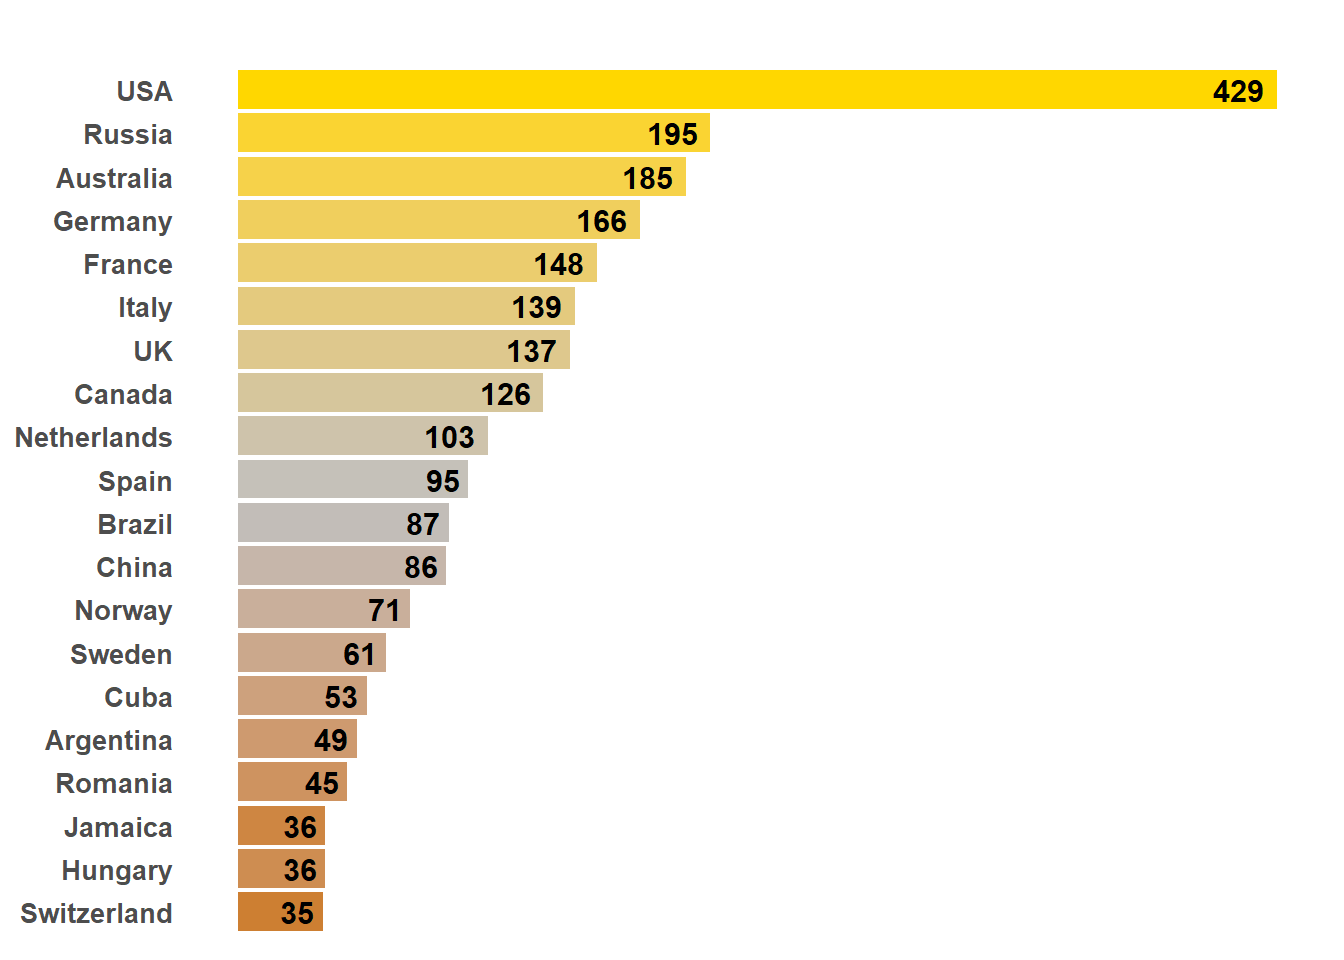 USA 429
Russia 195
Australia 185
Germany 166
France 148
Italy 139
UK 137
Canada 126
Netherlands 103
Spain 95
Brazil 87
China 86
Norway 71
Sweden 61
Cuba 53
Argentina 49
Romania 45
Jamaica 36
Hungary 36
Switzerland 35